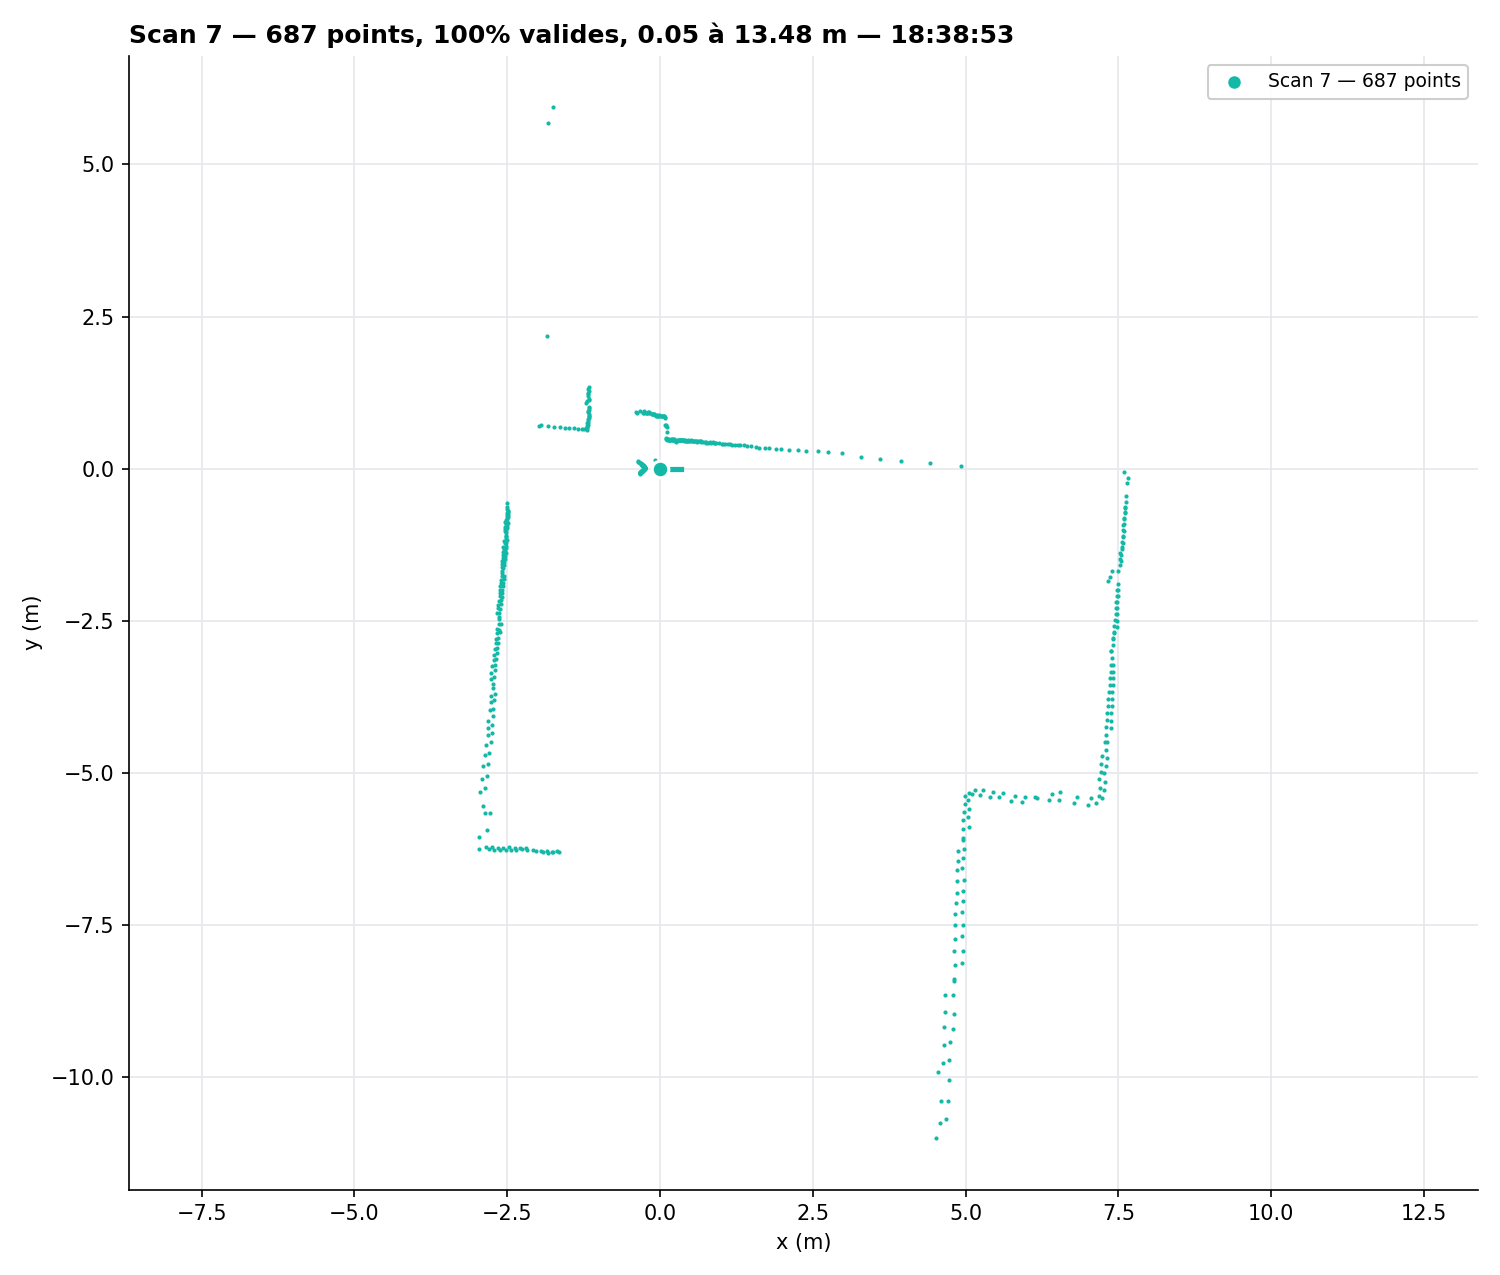 Scan 7 — 687 points, 100% valides, 0.05 à 13.48 m — 18:38:53
Scan 7 — 687 points
5.0
2.5
0.0
−2.5
−5.0
−7.5
−10.0
y (m)
−7.5 −5.0 −2.5 0.0 2.5 5.0 7.5 10.0 12.5
x (m)